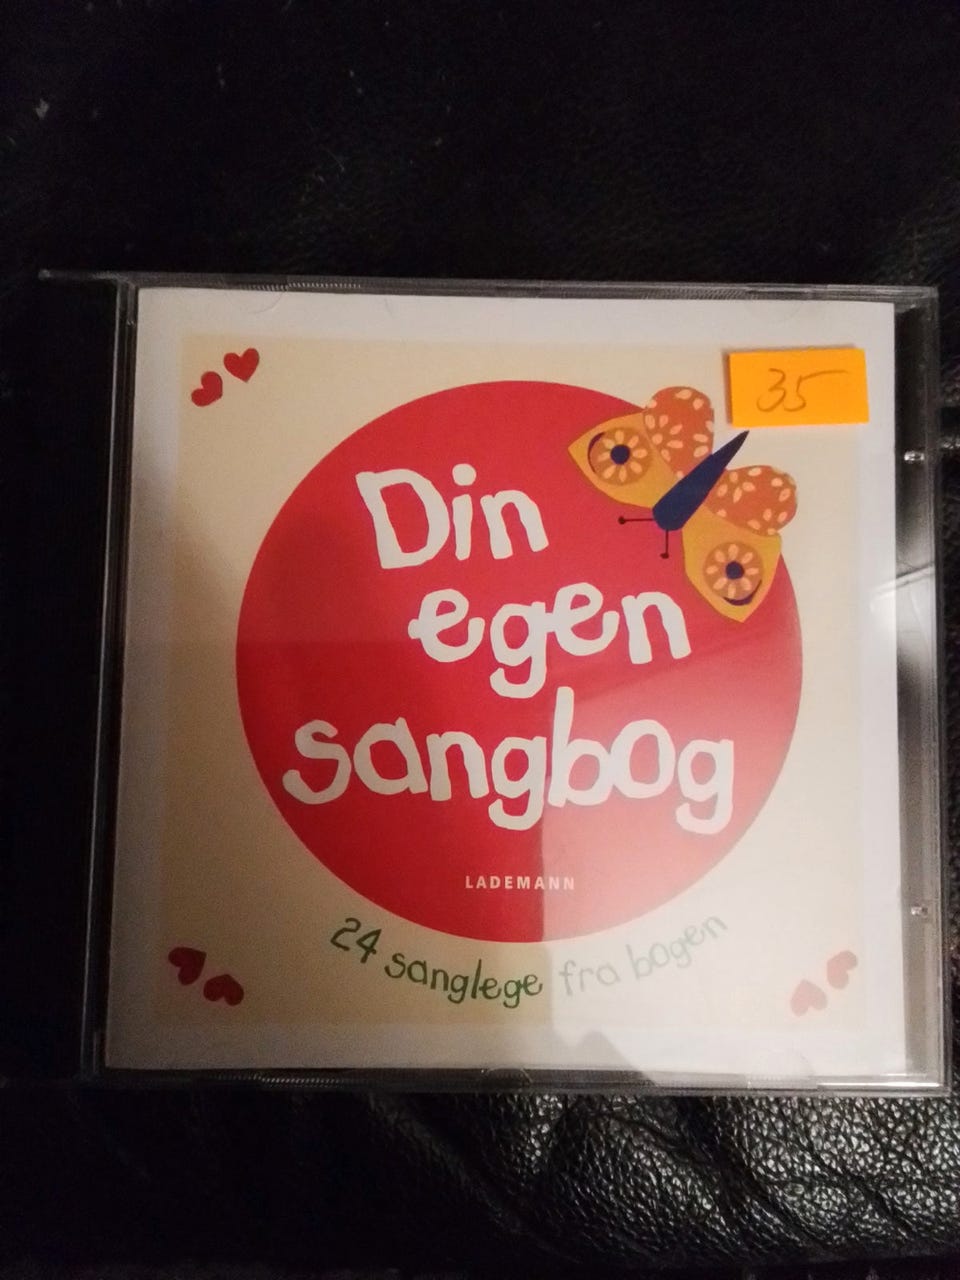 35
Din
egen
sangbog
LADEMANN
24 sanglege fra bogen